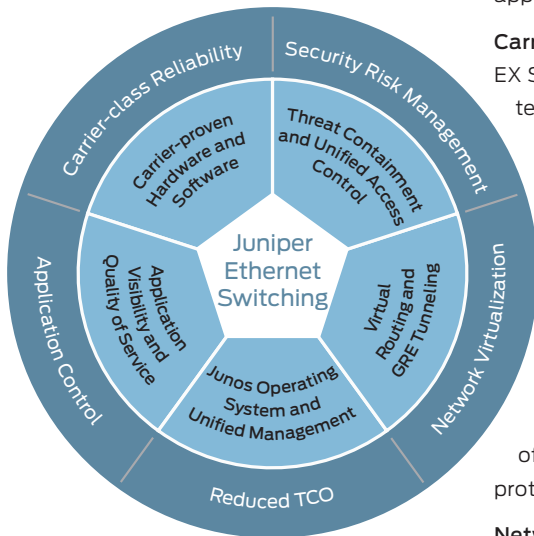 Carrier-class Reliability
Security Risk Management
Network Virtualization
Reduced TCO
Application Control
Carrier-proven
Hardware and
Software
Threat Containment
and Unified Access
Control
Virtual
Routing and
GRE Tunneling
Junos Operating
System and
Unified Management
Application
Visibility and
Quality of Service
Juniper
Ethernet
Switching
app
Carr
EX S
te
of
prot
Netw